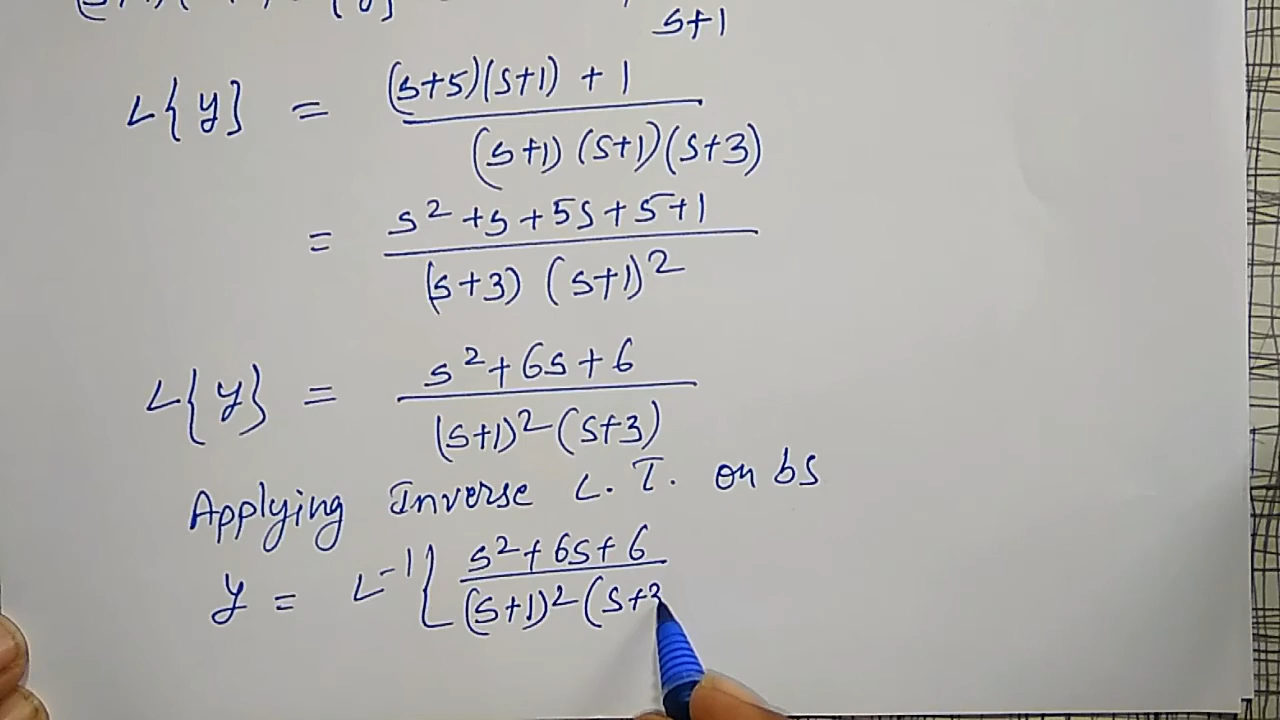 s+1
L{y} = (s+5)(s+1) + 1
(s+1) (s+1)(s+3)
= s² + s + 5s + 5 + 1
(s+3) (s+1)²
L{y} = s² + 6s + 6
(s+1)² (s+3)
Applying Inverse L. T. on bs
y = L⁻¹{ s² + 6s + 6
(s+1)² (s+3